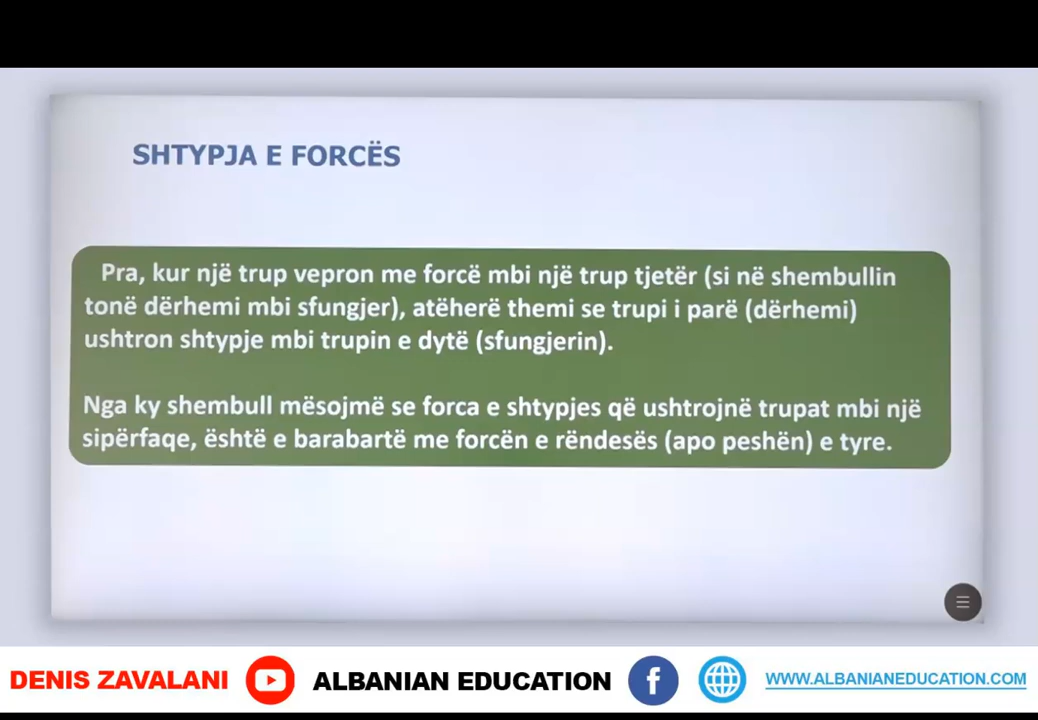 SHTYPJA E FORCËS
Pra, kur një trup vepron me forcë mbi një trup tjetër (si në shembullin
tonë dërhemi mbi sfungjer), atëherë themi se trupi i parë (dërhemi)
ushtron shtypje mbi trupin e dytë (sfungjerin).
Nga ky shembull mësojmë se forca e shtypjes që ushtrojnë trupat mbi një
sipërfaqe, është e barabartë me forcën e rëndesës (apo peshën) e tyre.
DENIS ZAVALANI ALBANIAN EDUCATION WWW.ALBANIANEDUCATION.COM